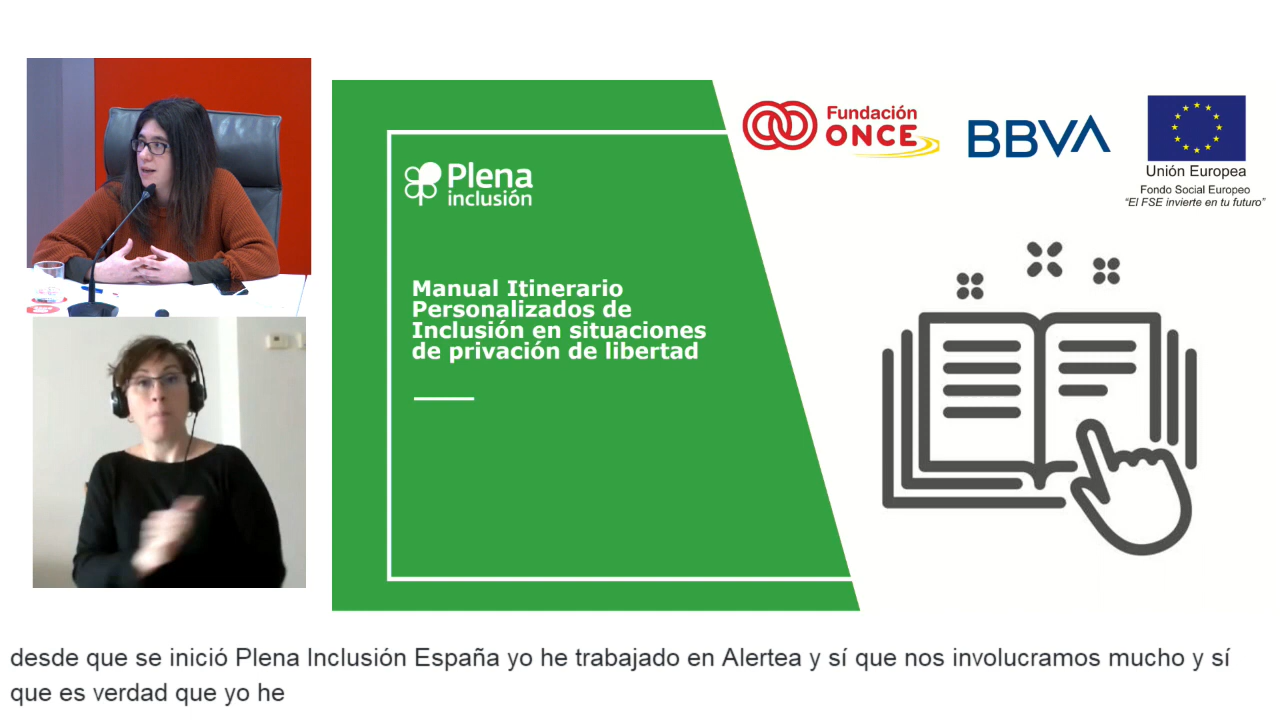 Plena
inclusión
Manual Itinerario
Personalizados de
Inclusión en situaciones
de privación de libertad
Fundación
ONCE
BBVA
Unión Europea
Fondo Social Europeo
“El FSE invierte en tu futuro”
desde que se inició Plena Inclusión España yo he trabajado en Alertea y sí que nos involucramos mucho y sí
que es verdad que yo he